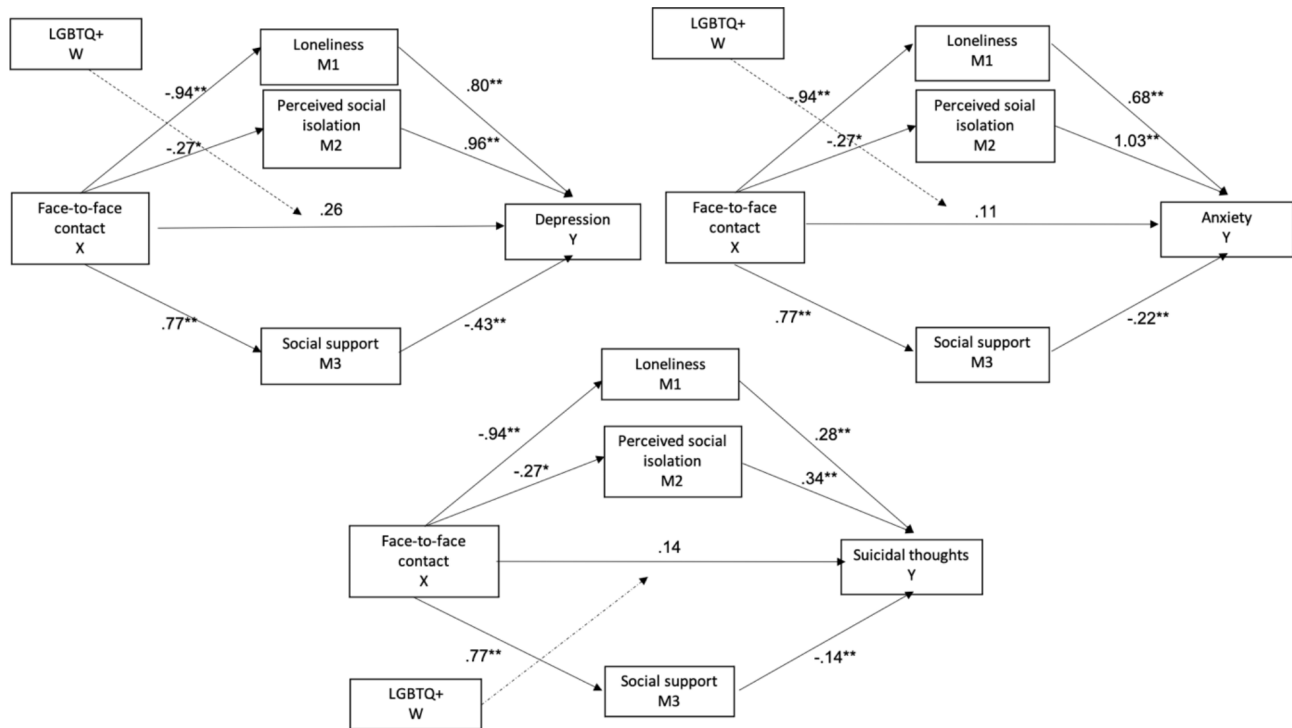 LGBTQ+
W
Loneliness
M1
-.94**
.80**
Perceived social
isolation
M2
-.27*
.96**
Face-to-face
contact
X
.26
Depression
Y
.77**
-.43**
Social support
M3
LGBTQ+
W
Loneliness
M1
-.94**
.68**
Perceived soial
isolation
M2
-.27*
1.03**
Face-to-face
contact
X
.11
Anxiety
Y
.77**
-.22**
Social support
M3
Loneliness
M1
-.94**
.28**
Perceived social
isolation
M2
-.27*
.34**
Face-to-face
contact
X
.14
Suicidal thoughts
Y
.77**
-.14**
Social support
M3
LGBTQ+
W